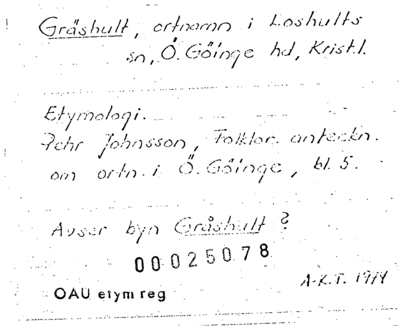 Gråshult, ortnamn i Loshults
sn, Ö. Göinge hd, Krist.l.
Etymologi.
Pehr Johnsson, Folklor. anteckn.
om ortn. i Ö. Göinge, bl. 5.
Avser byn Gråshult?
00025078
OAU etym reg
A-K.T. 1974